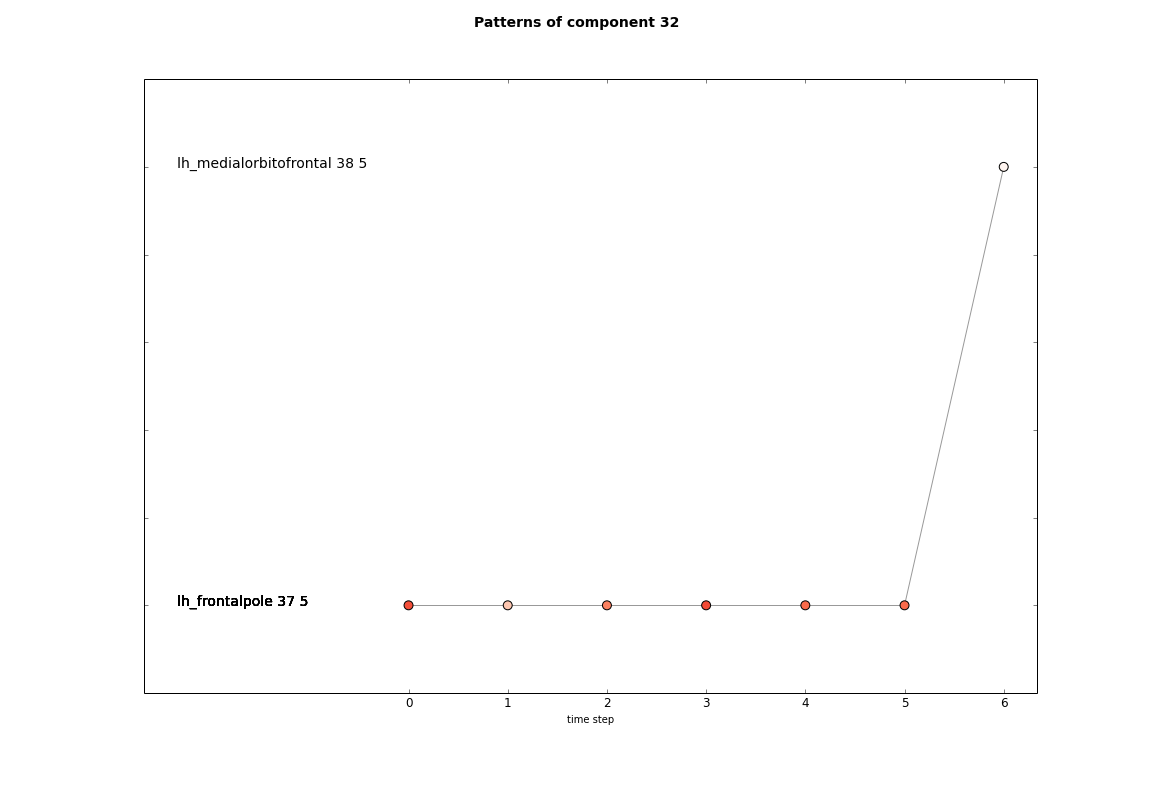 Patterns of component 32
lh_medialorbitofrontal 38 5
lh_frontalpole 37 5
0 1 2 3 4 5 6
time step